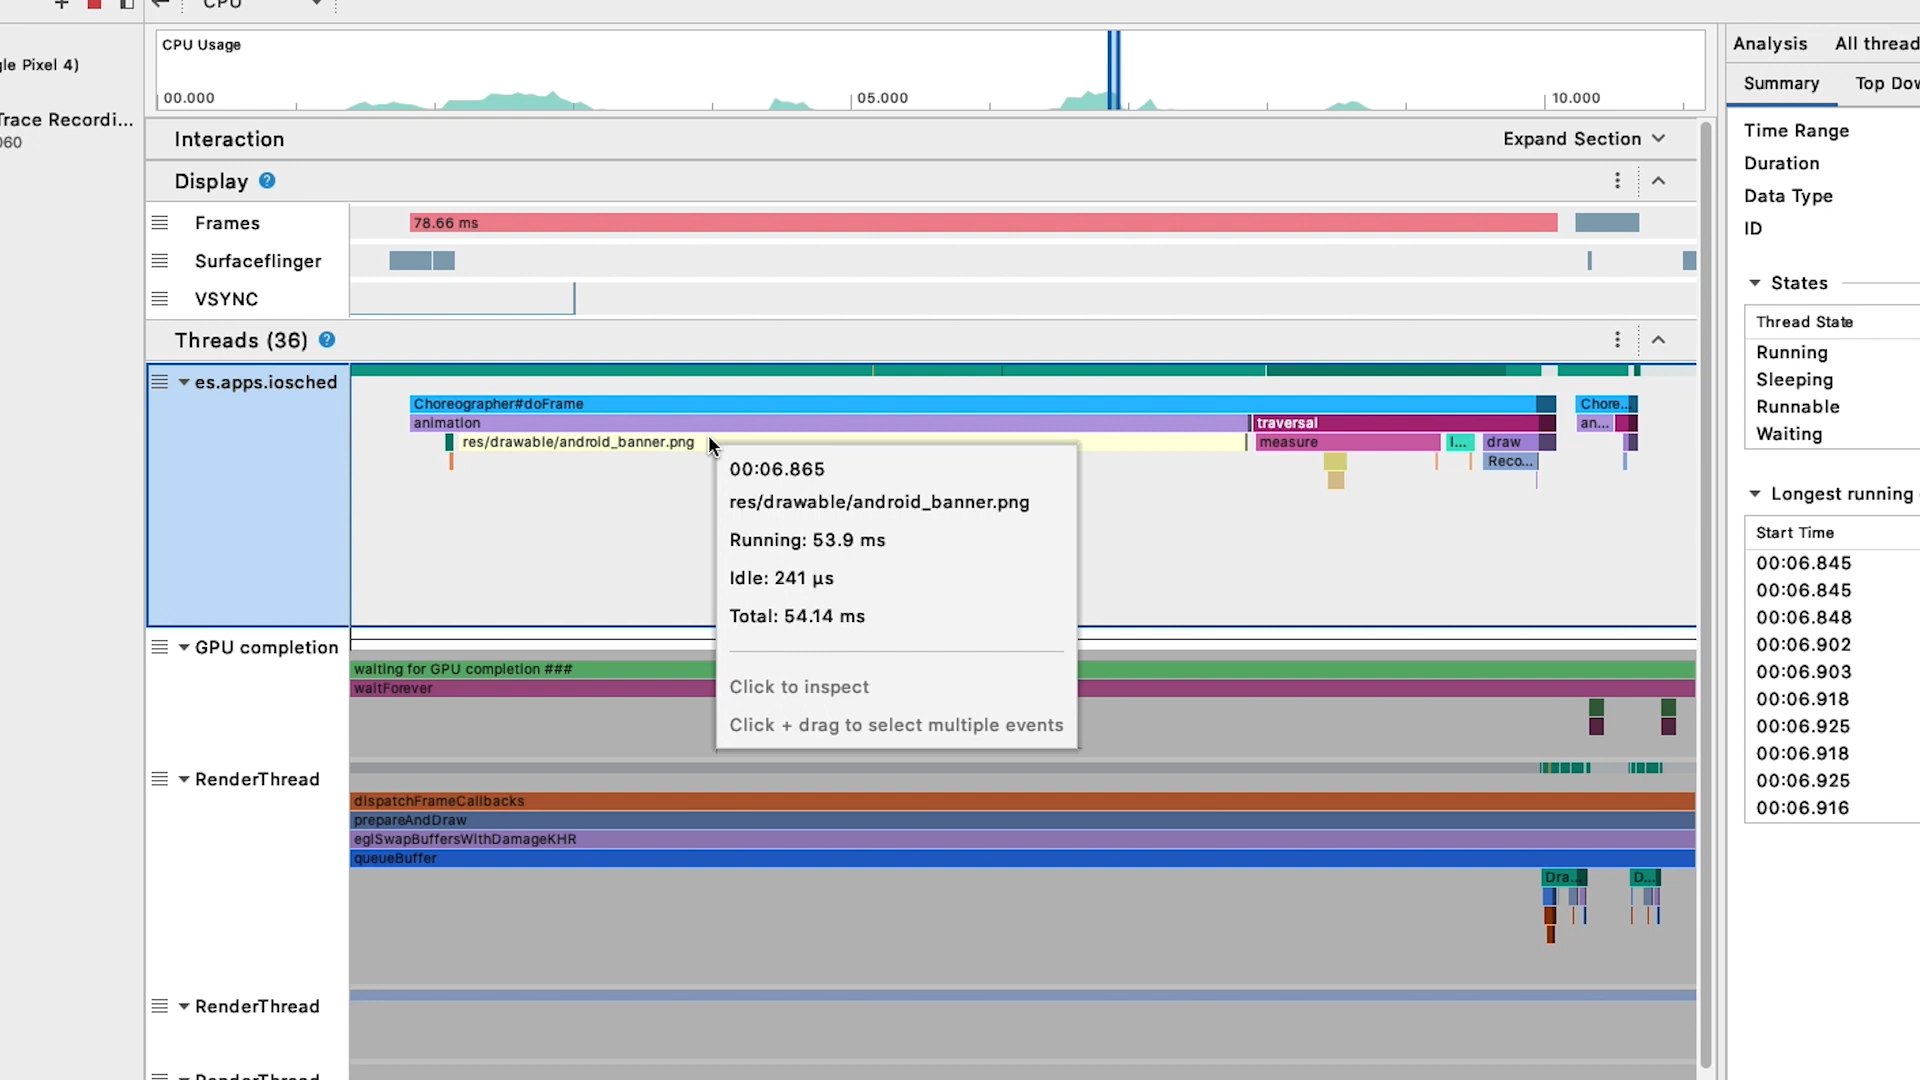 CPU
CPU Usage
00.000
05.000
10.000
gle Pixel 4)
Trace Recordi...
060
Interaction
Expand Section
Display
Frames
78.66 ms
Surfaceflinger
VSYNC
Threads (36)
es.apps.iosched
Choreographer#doFrame
Chore...
animation
traversal
an...
res/drawable/android_banner.png
measure
l...
draw
Reco...
00:06.865
res/drawable/android_banner.png
Running: 53.9 ms
Idle: 241 µs
Total: 54.14 ms
Click to inspect
Click + drag to select multiple events
GPU completion
waiting for GPU completion ###
waitForever
RenderThread
dispatchFrameCallbacks
prepareAndDraw
eglSwapBuffersWithDamageKHR
queueBuffer
Dra...
D...
RenderThread
RenderThread
Analysis
All thread
Summary
Top Dow
Time Range
Duration
Data Type
ID
States
Thread State
Running
Sleeping
Runnable
Waiting
Longest running
Start Time
00:06.845
00:06.845
00:06.848
00:06.902
00:06.903
00:06.918
00:06.925
00:06.918
00:06.925
00:06.916